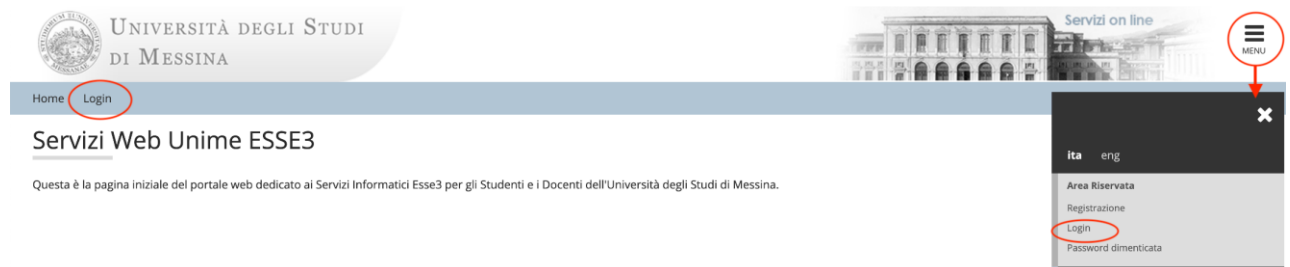 UNIVERSITÀ DEGLI STUDI
DI MESSINA
Servizi on line
MENU
Home Login
Servizi Web Unime ESSE3
Questa è la pagina iniziale del portale web dedicato ai Servizi Informatici Esse3 per gli Studenti e i Docenti dell'Università degli Studi di Messina.
ita eng
Area Riservata
Registrazione
Login
Password dimenticata